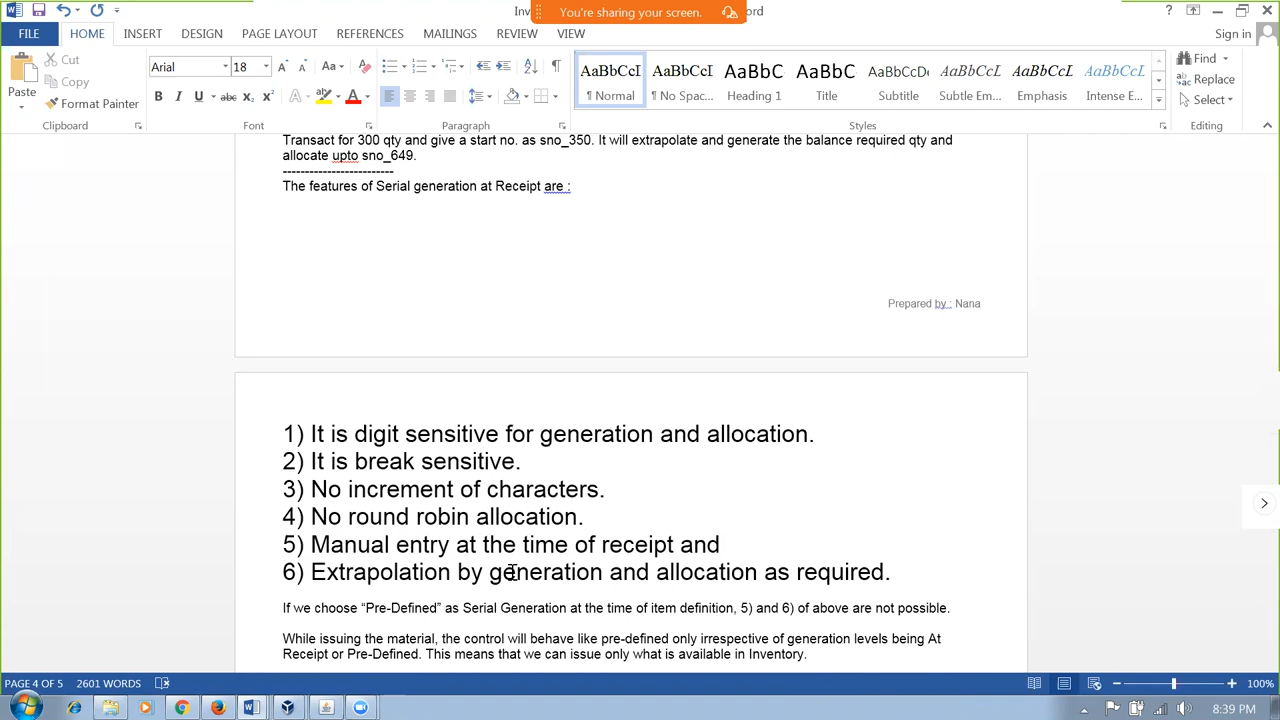 Inv
You're sharing your screen.
ord
?
Sign in
FILE
HOME
INSERT
DESIGN
PAGE LAYOUT
REFERENCES
MAILINGS
REVIEW
VIEW
Paste
Cut
Copy
Format Painter
Clipboard
Arial
18
Font
Paragraph
AaBbCcI
¶ Normal
AaBbCcI
¶ No Spac...
AaBbC
Heading 1
AaBbC
Title
AaBbCcDc
Subtitle
AaBbCcL
Subtle Em...
AaBbCcL
Emphasis
AaBbCcL
Intense E...
Styles
Find
Replace
Select
Editing
Transact for 300 qty and give a start no. as sno_350. It will extrapolate and generate the balance required qty and
allocate upto sno_649.
-------------------------
The features of Serial generation at Receipt are :
Prepared by : Nana
1) It is digit sensitive for generation and allocation.
2) It is break sensitive.
3) No increment of characters.
4) No round robin allocation.
5) Manual entry at the time of receipt and
6) Extrapolation by generation and allocation as required.
If we choose “Pre-Defined” as Serial Generation at the time of item definition, 5) and 6) of above are not possible.
While issuing the material, the control will behave like pre-defined only irrespective of generation levels being At
Receipt or Pre-Defined. This means that we can issue only what is available in Inventory.
PAGE 4 OF 5
2601 WORDS
100%
8:39 PM